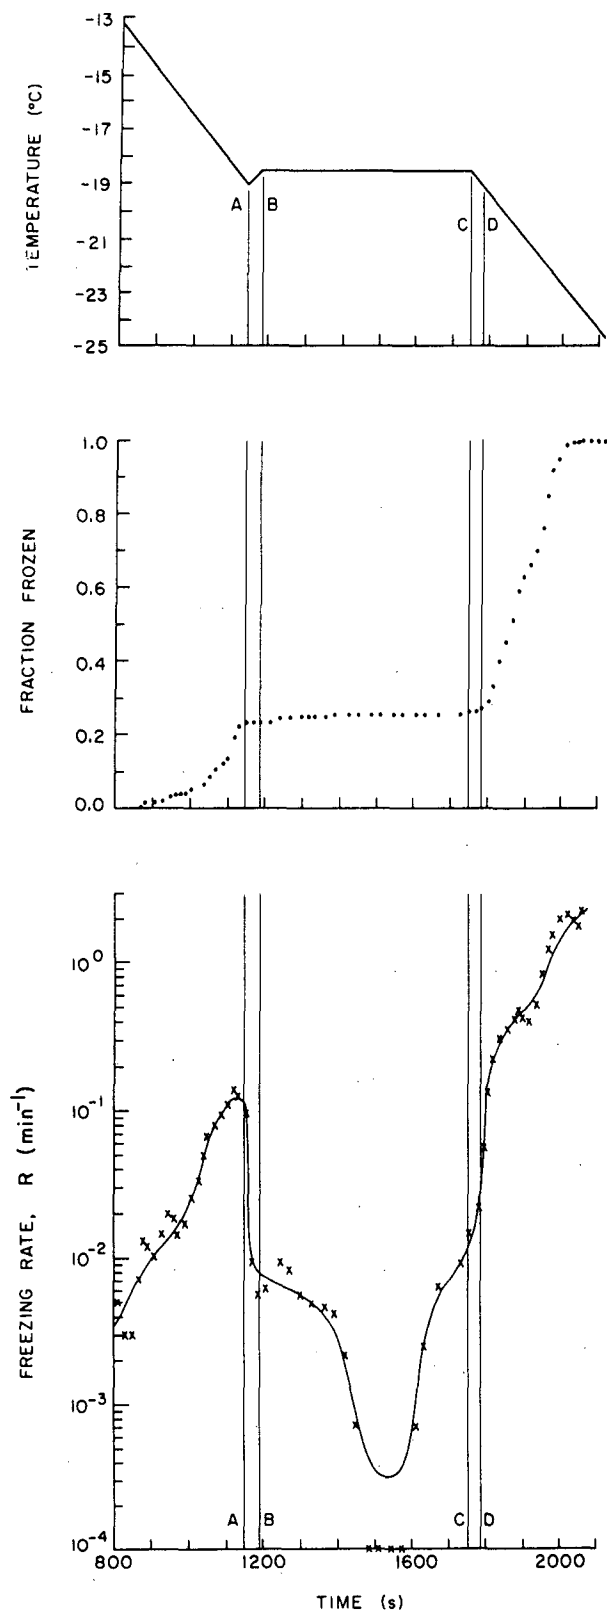 -13
-15
-17
-19
-21
-23
-25
TEMPERATURE (°C)
A
B
C
D
1.0
0.8
0.6
0.4
0.2
0.0
FRACTION FROZEN
10⁰
10⁻¹
10⁻²
10⁻³
10⁻⁴
FREEZING RATE, R (min⁻¹)
A
B
C
D
800
1200
1600
2000
TIME (s)